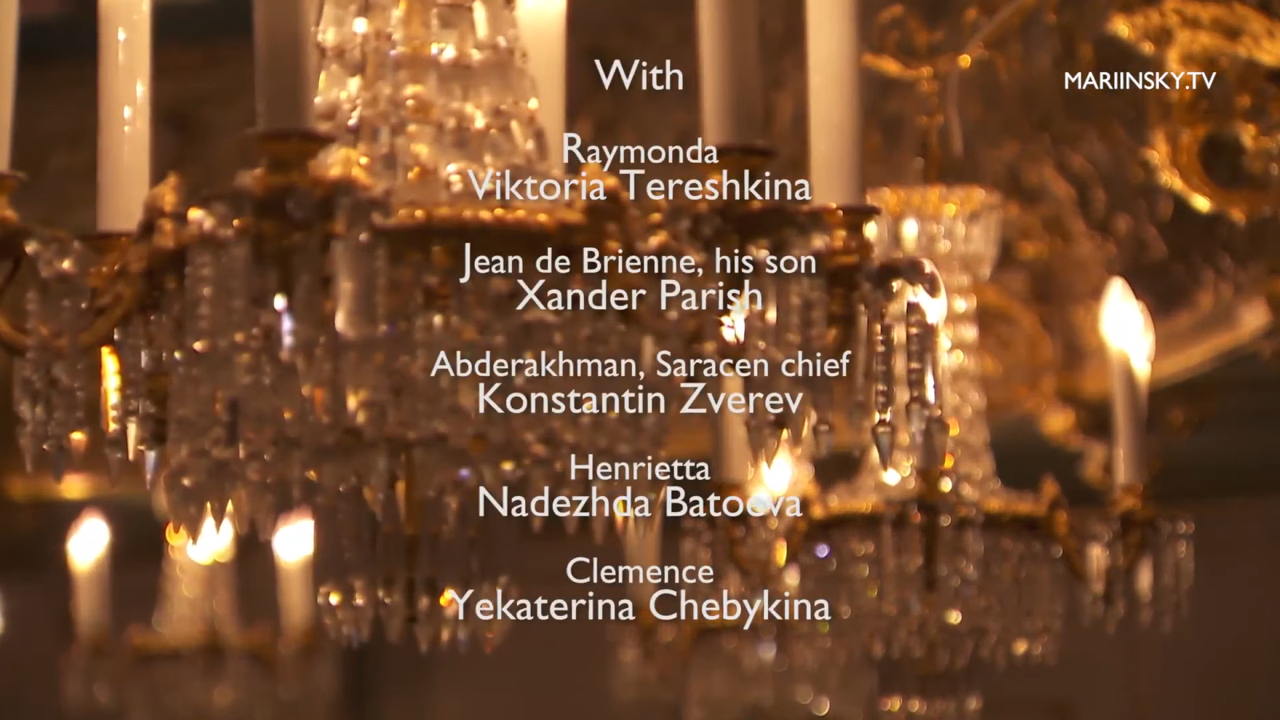 With
MARIINSKY.TV
Raymonda
Viktoria Tereshkina
Jean de Brienne, his son
Xander Parish
Abderakhman, Saracen chief
Konstantin Zverev
Henrietta
Nadezhda Batoeva
Clemence
Yekaterina Chebykina